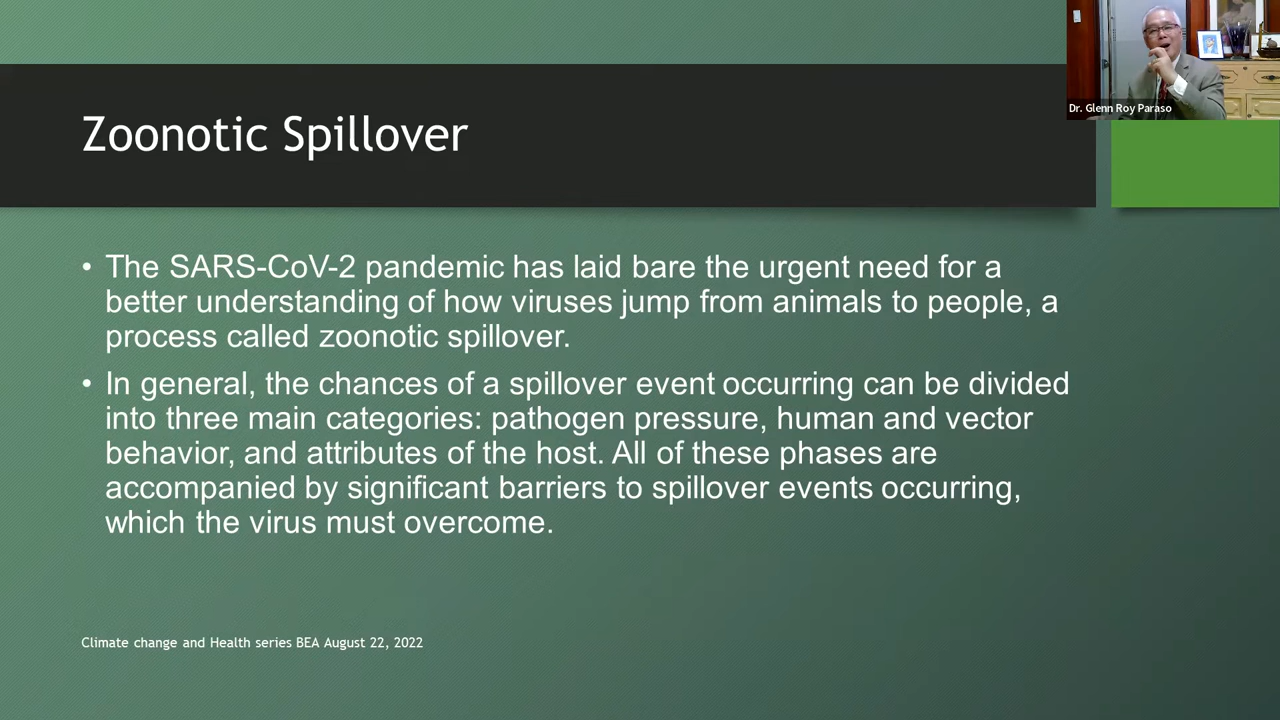 Dr. Glenn Roy Paraso
Zoonotic Spillover
• The SARS-CoV-2 pandemic has laid bare the urgent need for a
better understanding of how viruses jump from animals to people, a
process called zoonotic spillover.
• In general, the chances of a spillover event occurring can be divided
into three main categories: pathogen pressure, human and vector
behavior, and attributes of the host. All of these phases are
accompanied by significant barriers to spillover events occurring,
which the virus must overcome.
Climate change and Health series BEA August 22, 2022